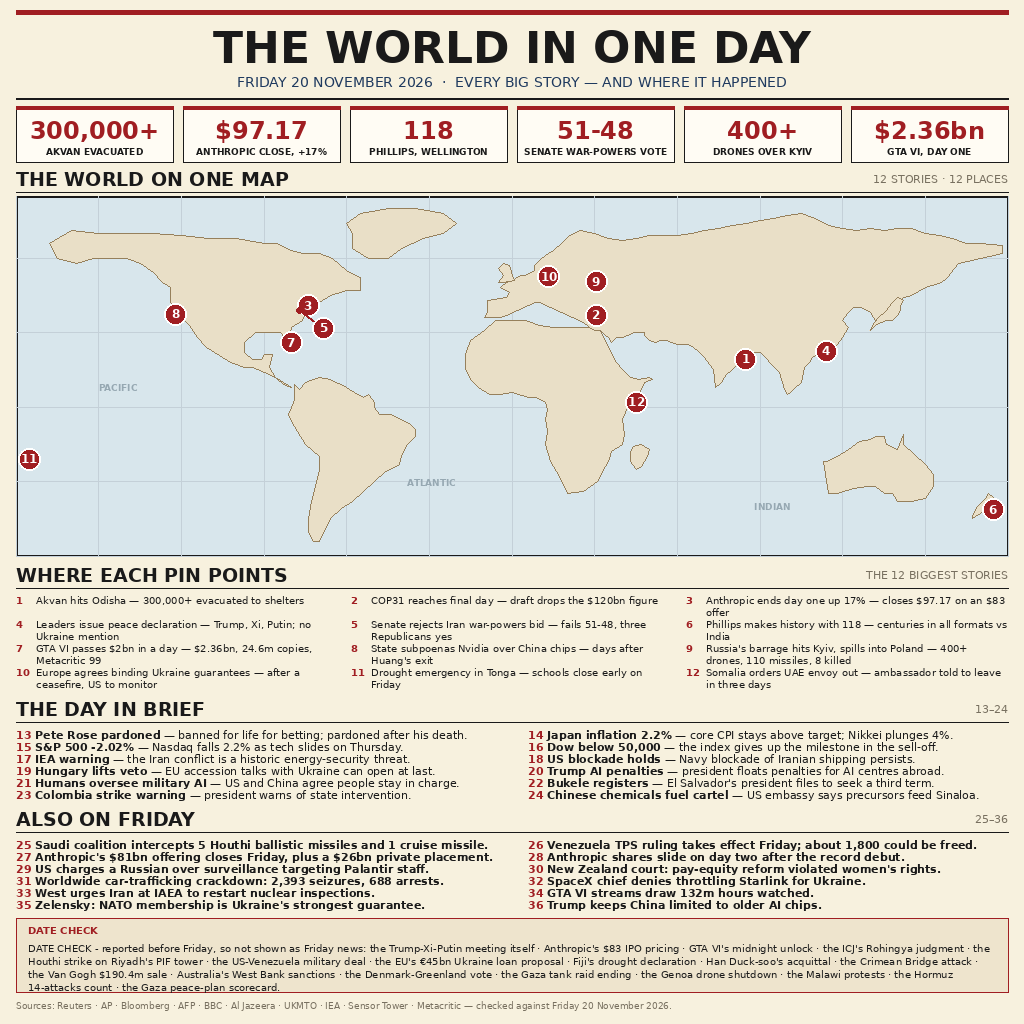 THE WORLD IN ONE DAY
FRIDAY 20 NOVEMBER 2026 · EVERY BIG STORY — AND WHERE IT HAPPENED
300,000+
AKVAN EVACUATED
$97.17
ANTHROPIC CLOSE, +17%
118
PHILLIPS, WELLINGTON
51-48
SENATE WAR-POWERS VOTE
400+
DRONES OVER KYIV
$2.36bn
GTA VI, DAY ONE
THE WORLD ON ONE MAP
12 STORIES · 12 PLACES
10
9
3
8
2
5
7
4
1
PACIFIC
12
11
ATLANTIC
INDIAN
6
WHERE EACH PIN POINTS
THE 12 BIGGEST STORIES
1 Akvan hits Odisha — 300,000+ evacuated to shelters
2 COP31 reaches final day — draft drops the $120bn figure
3 Anthropic ends day one up 17% — closes $97.17 on an $83
offer
4 Leaders issue peace declaration — Trump, Xi, Putin; no
Ukraine mention
5 Senate rejects Iran war-powers bid — fails 51-48, three
Republicans yes
6 Phillips makes history with 118 — centuries in all formats vs
India
7 GTA VI passes $2bn in a day — $2.36bn, 24.6m copies,
Metacritic 99
8 State subpoenas Nvidia over China chips — days after
Huang's exit
9 Russia's barrage hits Kyiv, spills into Poland — 400+
drones, 110 missiles, 8 killed
10 Europe agrees binding Ukraine guarantees — after a
ceasefire, US to monitor
11 Drought emergency in Tonga — schools close early on
Friday
12 Somalia orders UAE envoy out — ambassador told to leave
in three days
THE DAY IN BRIEF
13–24
13 Pete Rose pardoned — banned for life for betting; pardoned after his death.
14 Japan inflation 2.2% — core CPI stays above target; Nikkei plunges 4%.
15 S&P 500 -2.02% — Nasdaq falls 2.2% as tech slides on Thursday.
16 Dow below 50,000 — the index gives up the milestone in the sell-off.
17 IEA warning — the Iran conflict is a historic energy-security threat.
18 US blockade holds — Navy blockade of Iranian shipping persists.
19 Hungary lifts veto — EU accession talks with Ukraine can open at last.
20 Trump AI penalties — president floats penalties for AI centres abroad.
21 Humans oversee military AI — US and China agree people stay in charge.
22 Bukele registers — El Salvador's president files to seek a third term.
23 Colombia strike warning — president warns of state intervention.
24 Chinese chemicals fuel cartel — US embassy says precursors feed Sinaloa.
ALSO ON FRIDAY
25–36
25 Saudi coalition intercepts 5 Houthi ballistic missiles and 1 cruise missile.
26 Venezuela TPS ruling takes effect Friday; about 1,800 could be freed.
27 Anthropic's $81bn offering closes Friday, plus a $26bn private placement.
28 Anthropic shares slide on day two after the record debut.
29 US charges a Russian over surveillance targeting Palantir staff.
30 New Zealand court: pay-equity reform violated women's rights.
31 Worldwide car-trafficking crackdown: 2,393 seizures, 688 arrests.
32 SpaceX chief denies throttling Starlink for Ukraine.
33 West urges Iran at IAEA to restart nuclear inspections.
34 GTA VI streams draw 132m hours watched.
35 Zelensky: NATO membership is Ukraine's strongest guarantee.
36 Trump keeps China limited to older AI chips.
DATE CHECK
DATE CHECK - reported before Friday, so not shown as Friday news: the Trump-Xi-Putin meeting itself · Anthropic's $83 IPO pricing · GTA VI's midnight unlock · the ICJ's Rohingya judgment · the
Houthi strike on Riyadh's PIF tower · the US-Venezuela military deal · the EU's €45bn Ukraine loan proposal · Fiji's drought declaration · Han Duck-soo's acquittal · the Crimean Bridge attack ·
the Van Gogh $190.4m sale · Australia's West Bank sanctions · the Denmark-Greenland vote · the Gaza tank raid ending · the Genoa drone shutdown · the Malawi protests · the Hormuz
14-attacks count · the Gaza peace-plan scorecard.
Sources: Reuters · AP · Bloomberg · AFP · BBC · Al Jazeera · UKMTO · IEA · Sensor Tower · Metacritic — checked against Friday 20 November 2026.